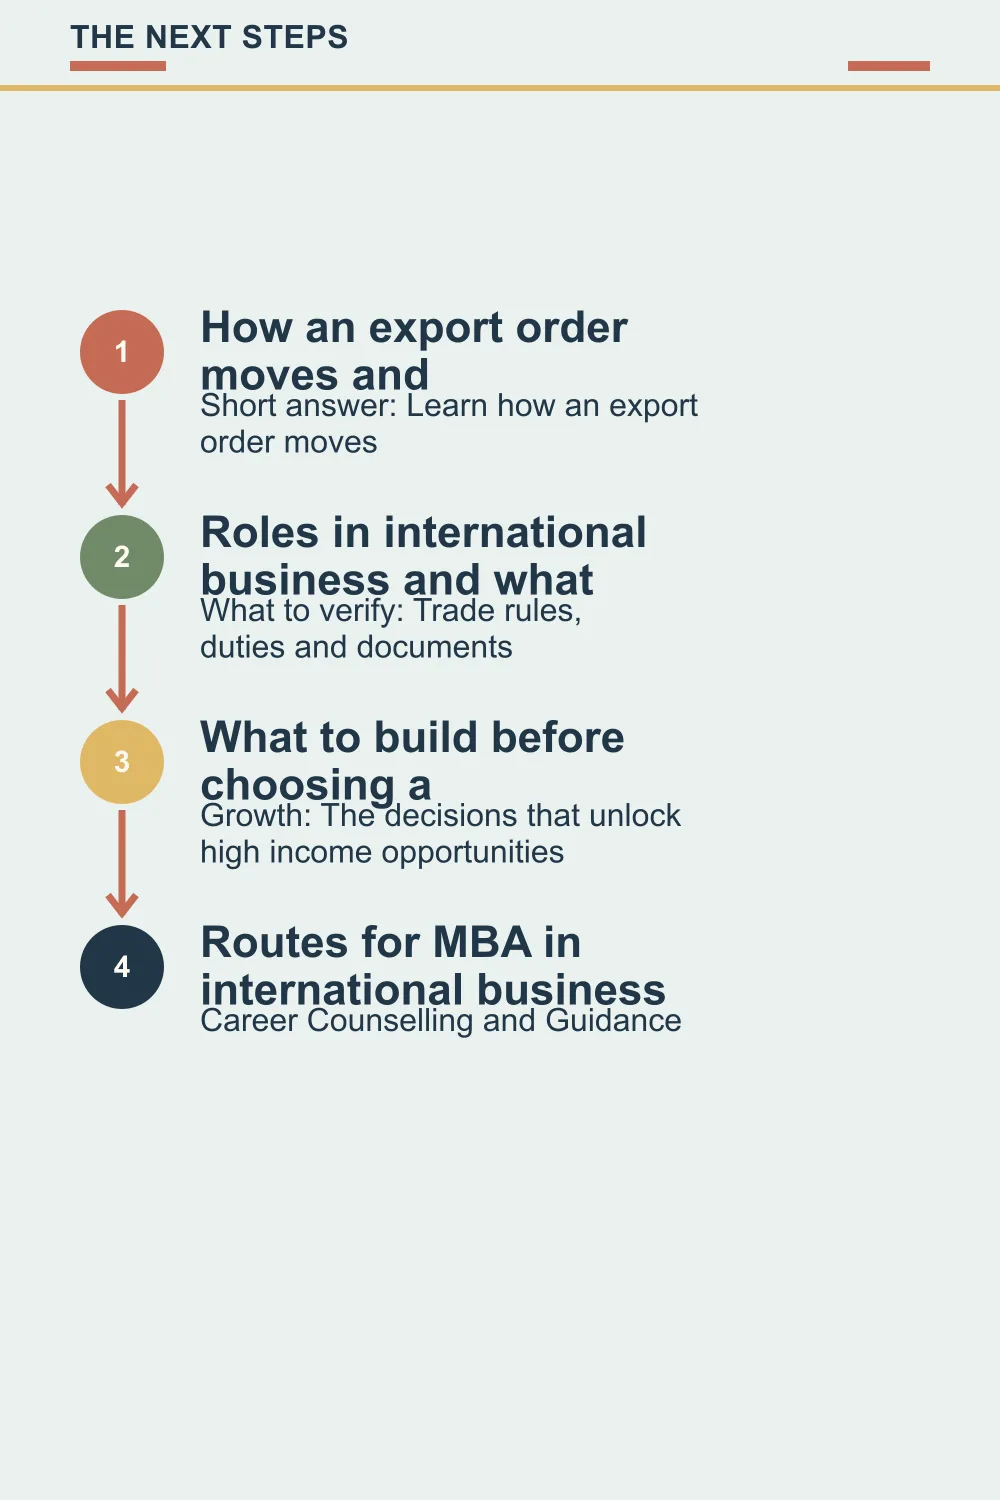 THE NEXT STEPS
1
How an export order
moves and
Short answer: Learn how an export
order moves
2
Roles in international
business and what
What to verify: Trade rules,
duties and documents
3
What to build before
choosing a
Growth: The decisions that unlock
high income opportunities
4
Routes for MBA in
international business
Career Counselling and Guidance